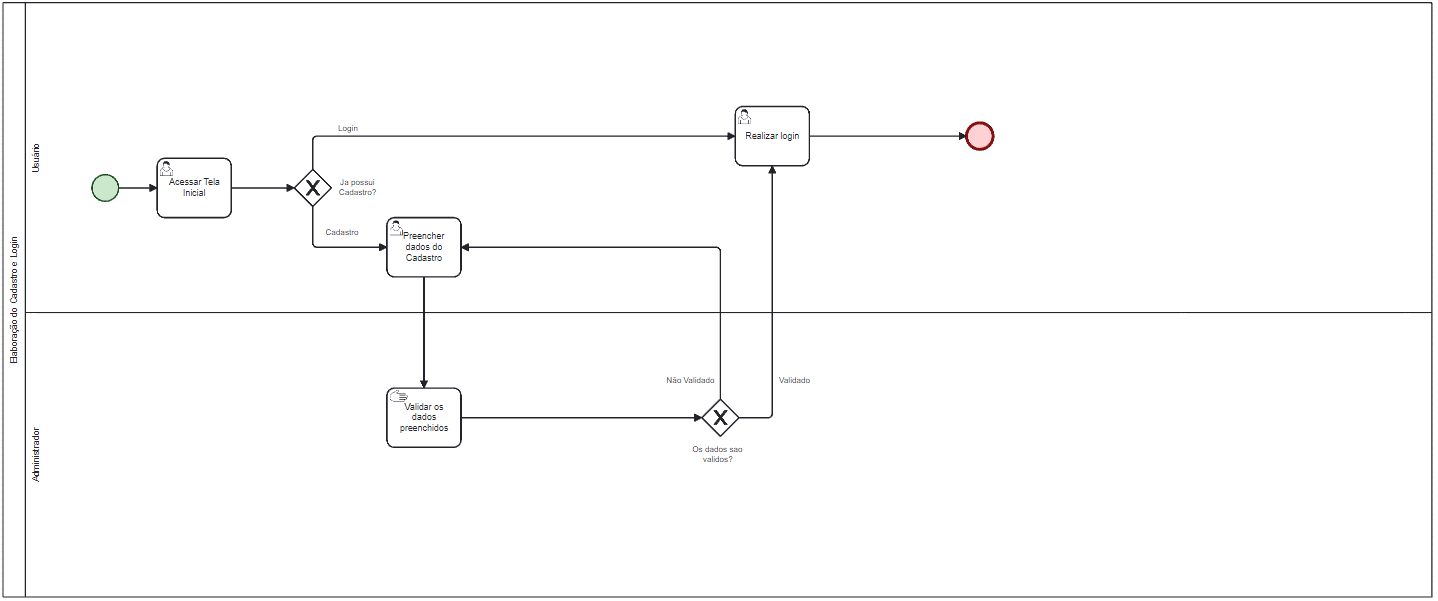 Elaboração do Cadastro e Login
Usuário
Acessar Tela
Inicial
Login
Ja possui
Cadastro?
Cadastro
Preencher
dados do
Cadastro
Realizar login
Administrador
Validar os
dados
preenchidos
Não Validado
Validado
Os dados sao
validos?